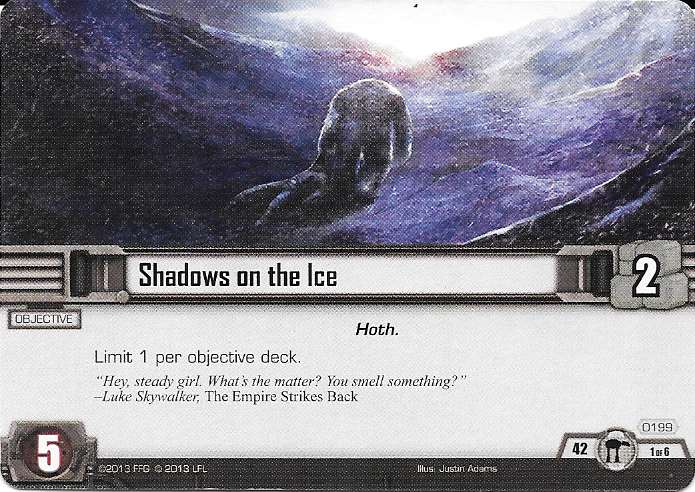 Shadows on the Ice
2
OBJECTIVE
Hoth.
Limit 1 per objective deck.
“Hey, steady girl. What’s the matter? You smell something?”
–Luke Skywalker, The Empire Strikes Back
0199
5
©2013 FFG © 2013 LFL
Illus. Justin Adams
42
1 OF 6